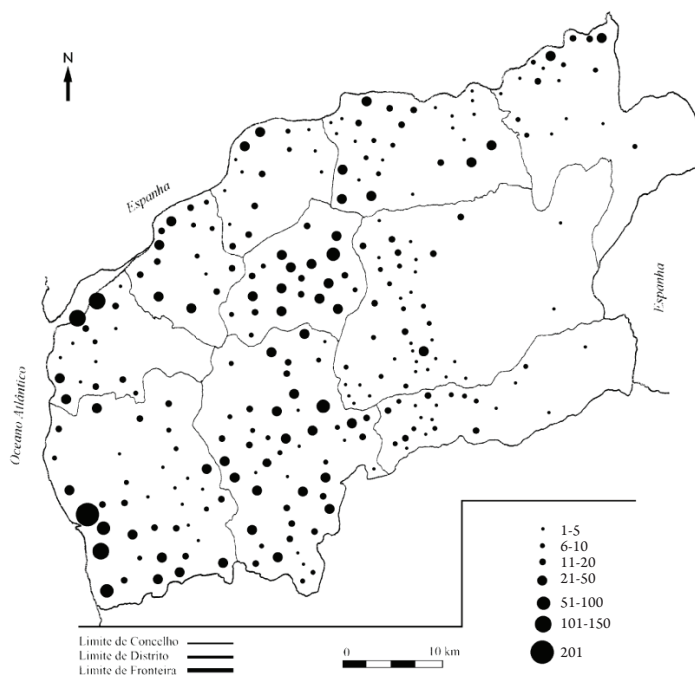 N
Espanha
Espanha
Oceano Atlântico
1-5
6-10
11-20
21-50
51-100
101-150
201
Limite de Concelho
Limite de Distrito
Limite de Fronteira
0 10 km